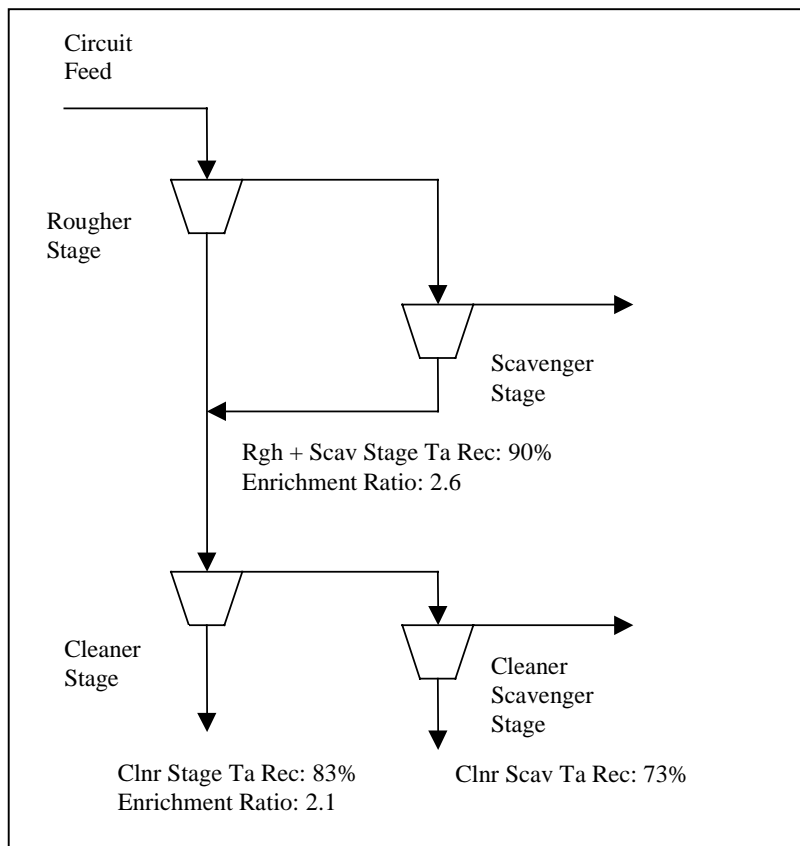 Circuit
Feed
Rougher
Stage
Scavenger
Stage
Rgh + Scav Stage Ta Rec: 90%
Enrichment Ratio: 2.6
Cleaner
Stage
Cleaner
Scavenger
Stage
Clnr Stage Ta Rec: 83%
Enrichment Ratio: 2.1
Clnr Scav Ta Rec: 73%